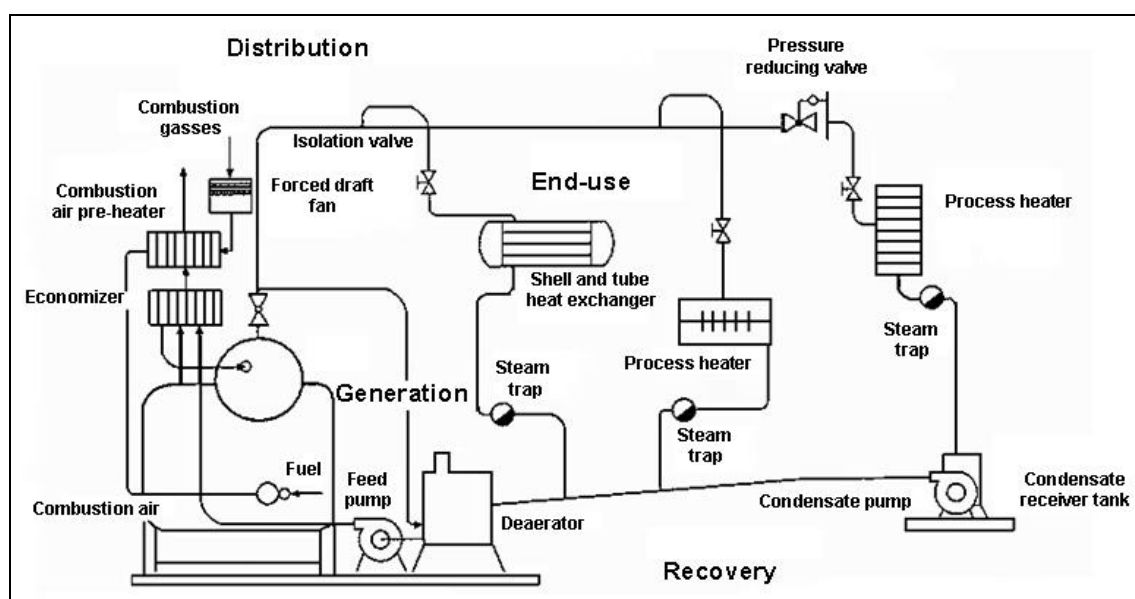 Distribution
Pressure
reducing valve
Combustion
gasses
Isolation valve
Combustion
air pre-heater
Forced draft
fan
End-use
Process heater
Economizer
Shell and tube
heat exchanger
Steam
trap
Process heater
Generation
Steam
trap
Steam
trap
Fuel
Feed
pump
Combustion air
Deaerator
Condensate pump
Condensate
receiver tank
Recovery